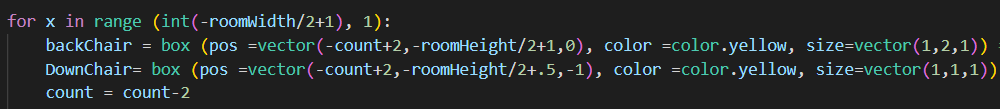 for x in range (int(-roomWidth/2+1), 1):
backChair = box (pos =vector(-count+2,-roomHeight/2+1,0), color =color.yellow, size=vector(1,2,1))
DownChair= box (pos =vector(-count+2,-roomHeight/2+.5,-1), color =color.yellow, size=vector(1,1,1))
count = count-2